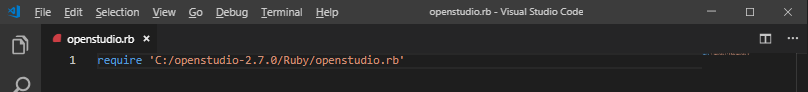 File Edit Selection View Go Debug Terminal Help openstudio.rb - Visual Studio Code
openstudio.rb
1 require 'C:/openstudio-2.7.0/Ruby/openstudio.rb'